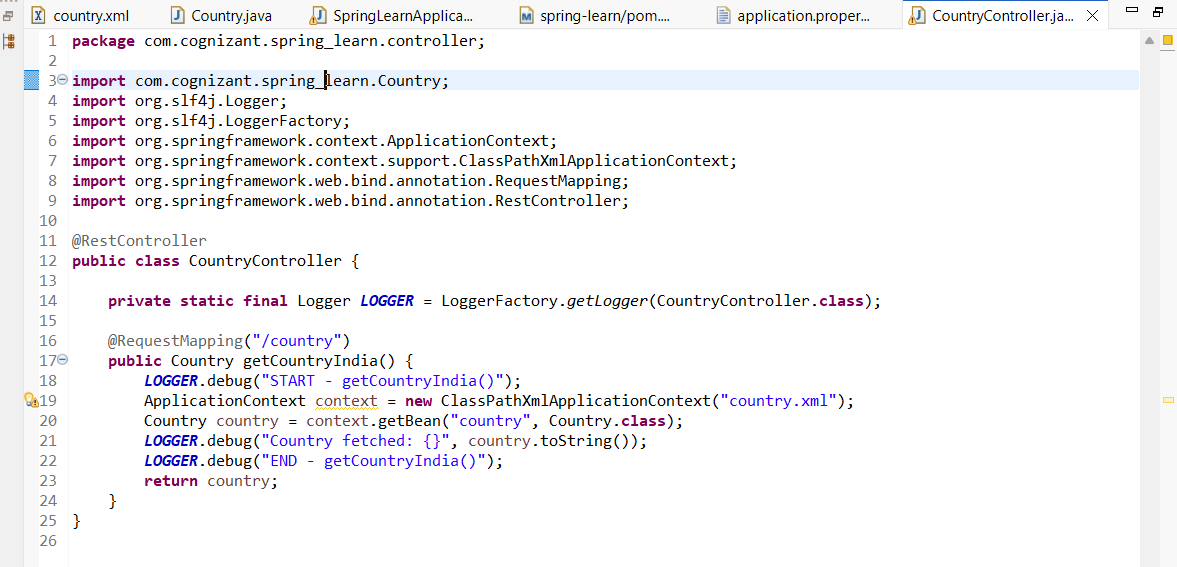 country.xml Country.java SpringLearnApplica... spring-learn/pom.... application.proper... CountryController.ja...
1 package com.cognizant.spring_learn.controller;
2
3 import com.cognizant.spring_learn.Country;
4 import org.slf4j.Logger;
5 import org.slf4j.LoggerFactory;
6 import org.springframework.context.ApplicationContext;
7 import org.springframework.context.support.ClassPathXmlApplicationContext;
8 import org.springframework.web.bind.annotation.RequestMapping;
9 import org.springframework.web.bind.annotation.RestController;
10
11 @RestController
12 public class CountryController {
13
14     private static final Logger LOGGER = LoggerFactory.getLogger(CountryController.class);
15
16     @RequestMapping("/country")
17     public Country getCountryIndia() {
18         LOGGER.debug("START - getCountryIndia()");
19         ApplicationContext context = new ClassPathXmlApplicationContext("country.xml");
20         Country country = context.getBean("country", Country.class);
21         LOGGER.debug("Country fetched: {}", country.toString());
22         LOGGER.debug("END - getCountryIndia()");
23         return country;
24     }
25 }
26